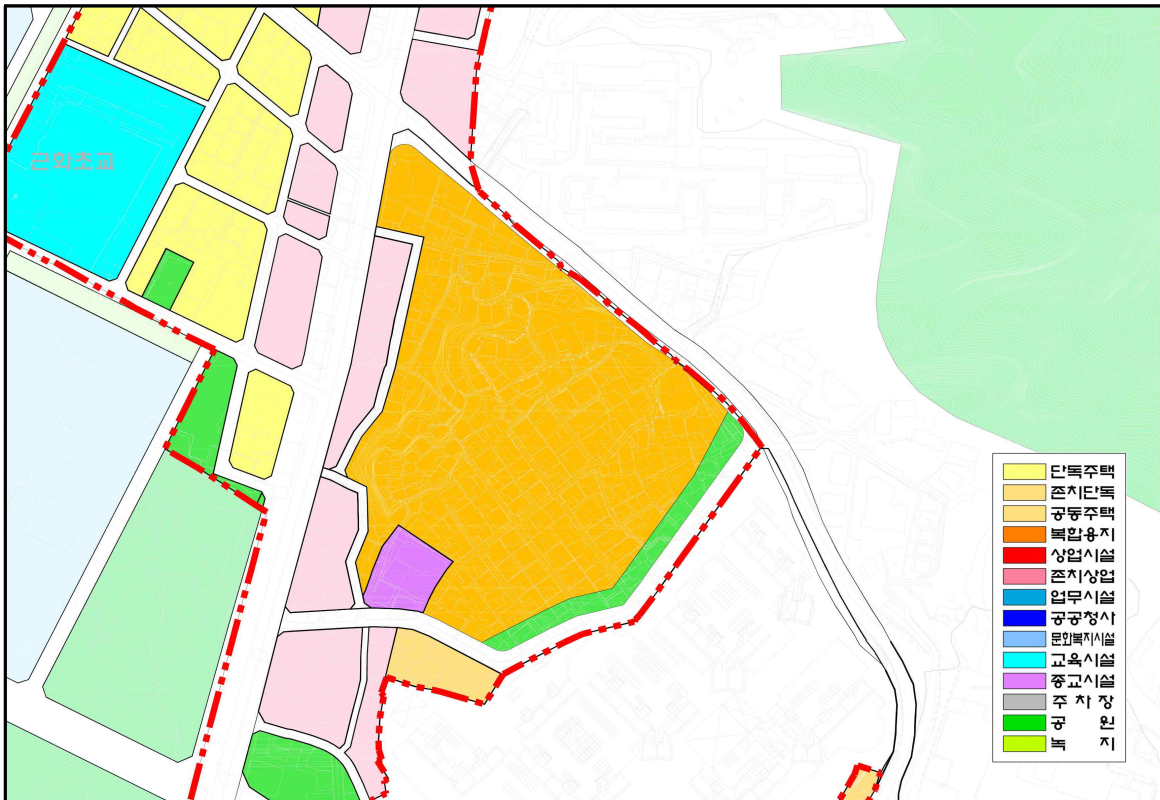 근화초교
단독주택
존치단독
공동주택
복합용지
상업시설
존치상업
업무시설
공공청사
문화복지시설
교육시설
종교시설
주 차 장
공 원
녹 지